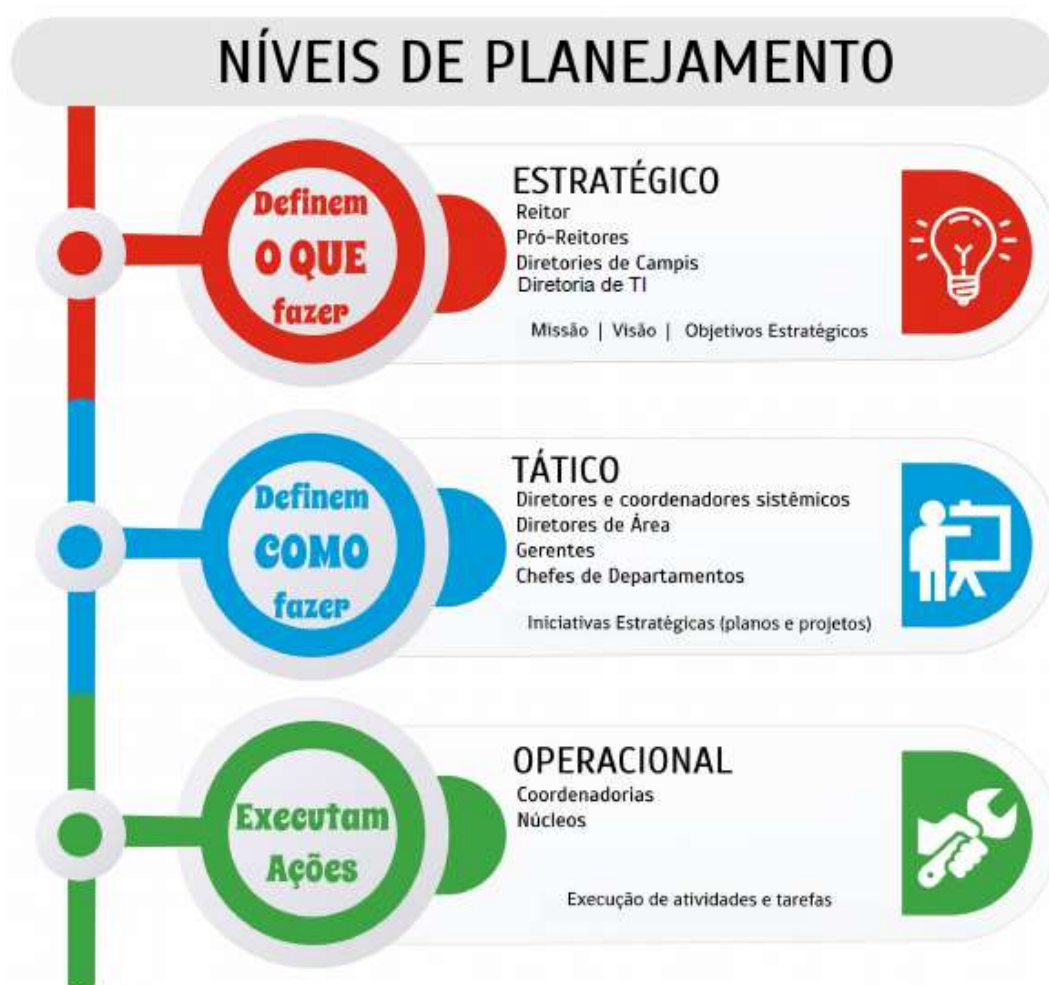 NÍVEIS DE PLANEJAMENTO
Definem
O QUE
fazer
ESTRATÉGICO
Reitor
Pró-Reitores
Diretories de Campis
Diretoria de TI
Missão | Visão | Objetivos Estratégicos
Definem
COMO
fazer
TÁTICO
Diretores e coordenadores sistêmicos
Diretores de Área
Gerentes
Chefes de Departamentos
Iniciativas Estratégicas (planos e projetos)
Executam
Ações
OPERACIONAL
Coordenadorias
Núcleos
Execução de atividades e tarefas